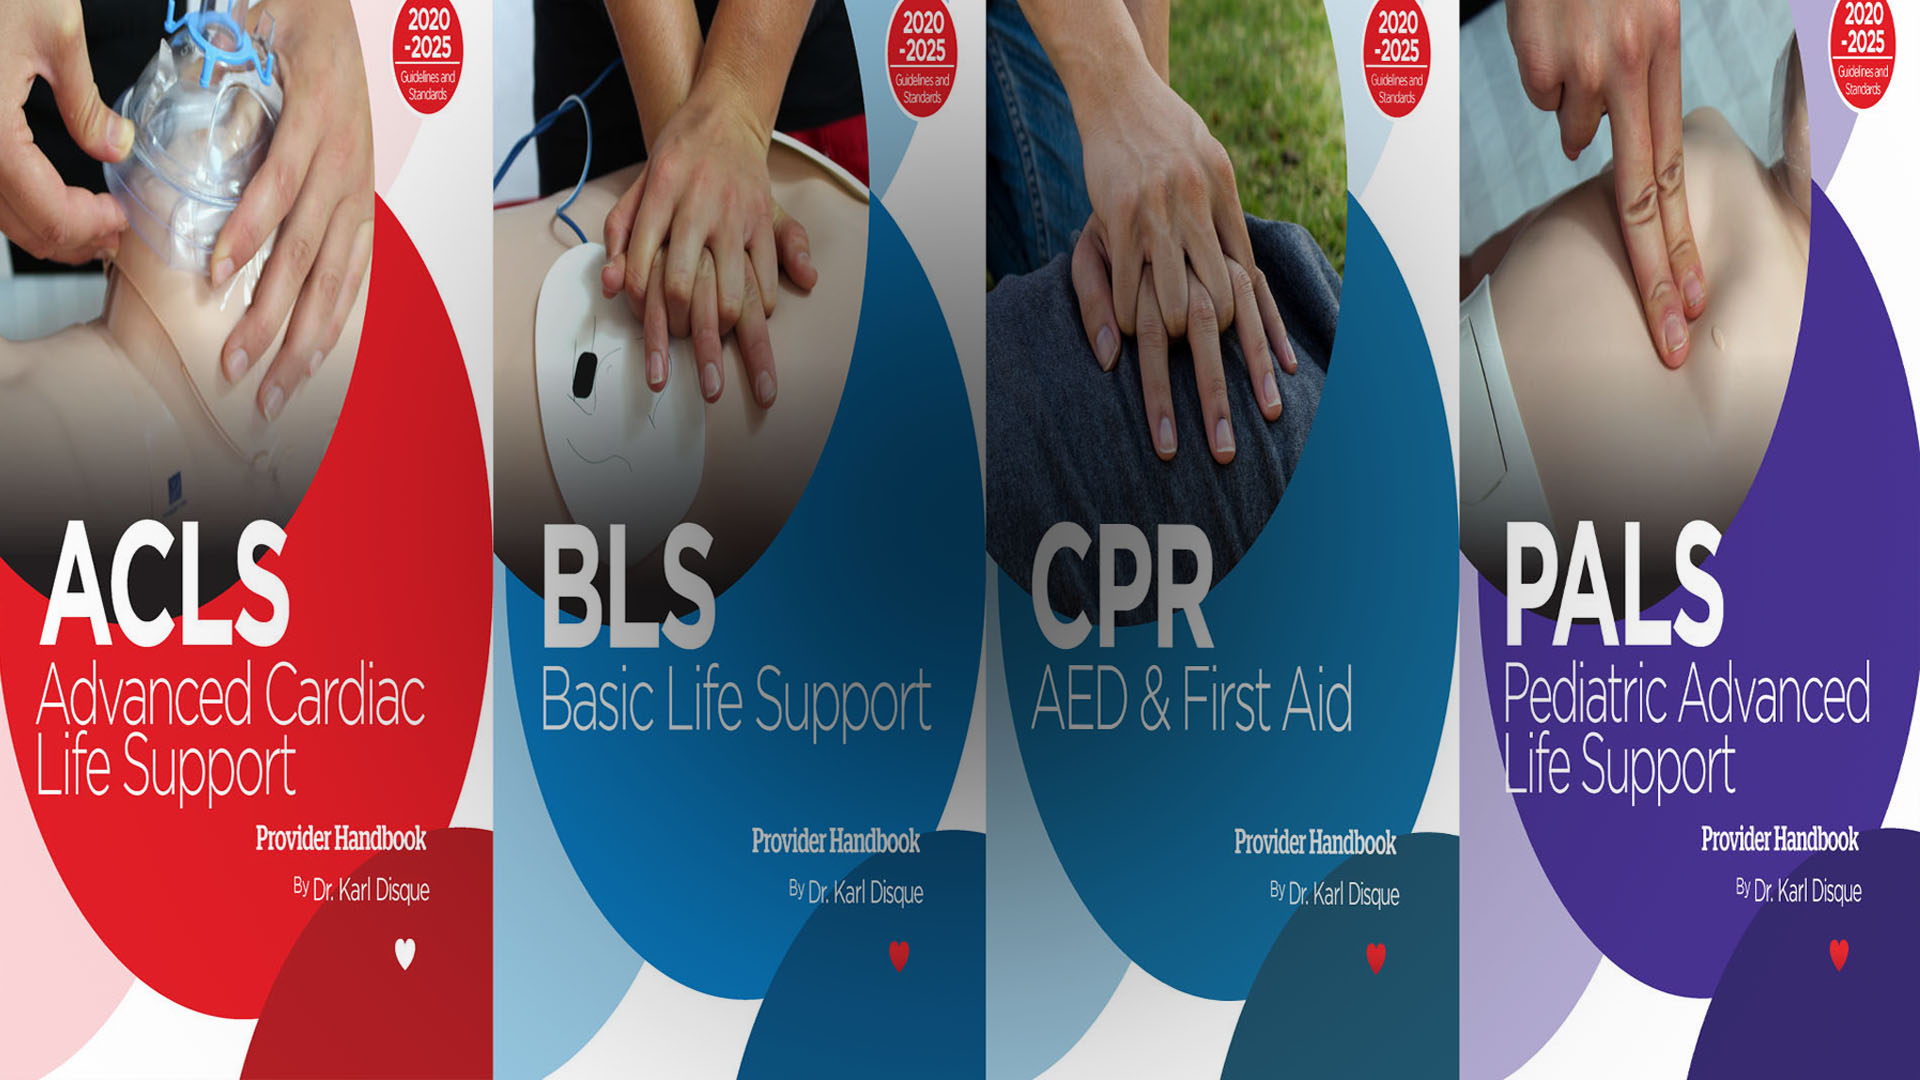 2020
-2025
Guidelines and
Standards
ACLS
Advanced Cardiac
Life Support
Provider Handbook
By Dr. Karl Disque
2020
-2025
Guidelines and
Standards
BLS
Basic Life Support
Provider Handbook
By Dr. Karl Disque
2020
-2025
Guidelines and
Standards
CPR
AED & First Aid
Provider Handbook
By Dr. Karl Disque
2020
-2025
Guidelines and
Standards
PALS
Pediatric Advanced
Life Support
Provider Handbook
By Dr. Karl Disque